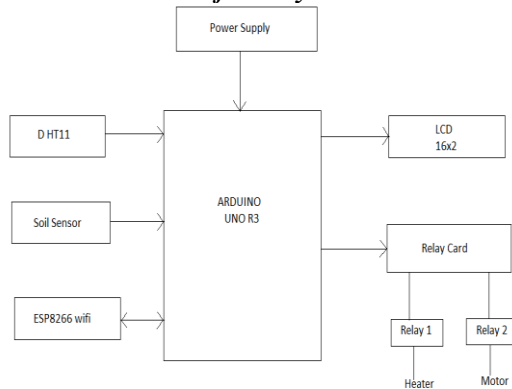 Power Supply
D HT11
LCD
16x2
ARDUINO
UNO R3
Soil Sensor
Relay Card
ESP8266 wifi
Relay 1
Relay 2
Heater
Motor